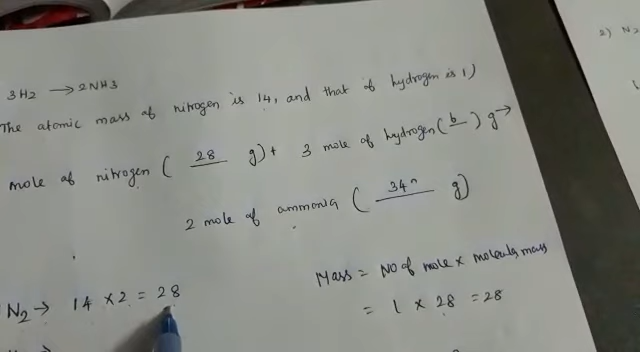 3H2 → 2NH3
The atomic mass of nitrogen is 14, and that of hydrogen is 1)
mole of nitrogen ( 28 g) + 3 mole of hydrogen ( 6 ) g →
2 mole of ammonia ( 34 g)
N2 → 14 × 2 = 28
Mass = NO of mole × molecular mass
= 1 × 28 = 28
2) N2